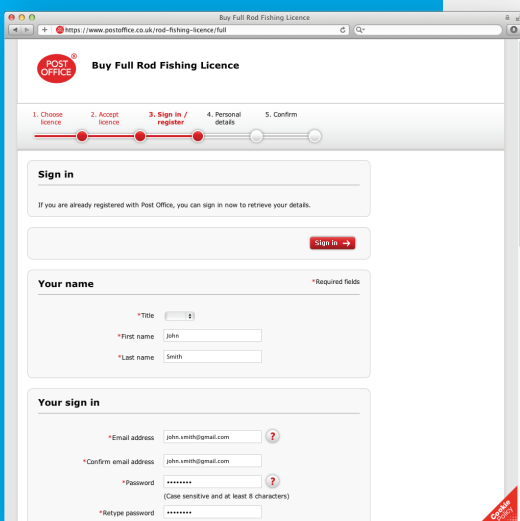 Buy Full Rod Fishing Licence
https://www.postoffice.co.uk/rod-fishing-licence/full
POST
OFFICE
®
Buy Full Rod Fishing Licence
1. Choose licence
2. Accept licence
3. Sign in / register
4. Personal details
5. Confirm
Sign in
If you are already registered with Post Office, you can sign in now to retrieve your details.
Sign in →
Your name
*Required fields
*Title
*First name John
*Last name Smith
Your sign in
*Email address john.smith@gmail.com ?
*Confirm email address john.smith@gmail.com
*Password •••••••• ?
(Case sensitive and at least 8 characters)
*Retype password ••••••••
Cookie
Policy